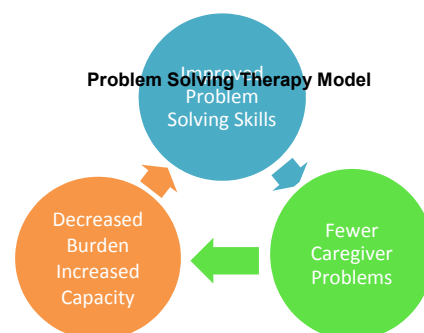 Problem Solving Therapy Model
Improved
Problem
Solving Skills
Fewer
Caregiver
Problems
Decreased
Burden
Increased
Capacity